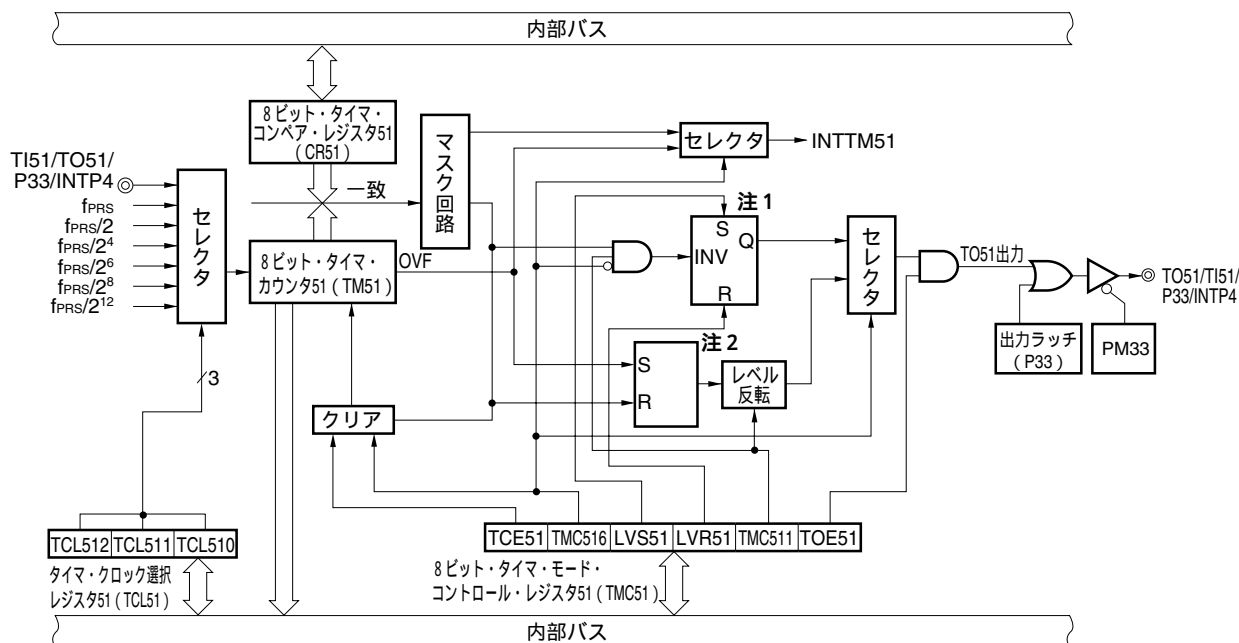 内部バス
8ビット・タイマ・
コンペア・レジスタ51
(CR51)
マスク回路
セレクタ
INTTM51
TI51/TO51/
P33/INTP4
fPRS
fPRS/2
fPRS/2⁴
fPRS/2⁶
fPRS/2⁸
fPRS/2¹²
セレクタ
一致
8ビット・タイマ・
カウンタ51(TM51)
OVF
注1
S
INV
Q
R
セレクタ
TO51出力
TO51/TI51/
P33/INTP4
出力ラッチ
(P33)
PM33
注2
S
R
レベル
反転
3
クリア
TCL512 TCL511 TCL510
タイマ・クロック選択
レジスタ51(TCL51)
TCE51 TMC516 LVS51 LVR51 TMC511 TOE51
8ビット・タイマ・モード・
コントロール・レジスタ51(TMC51)
内部バス